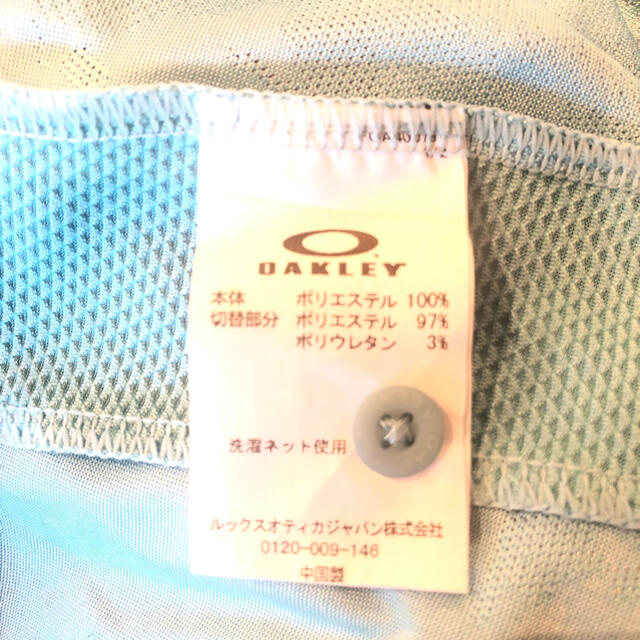 OAKLEY
本体 ポリエステル 100%
切替部分 ポリエステル 97%
ポリウレタン 3%
洗濯ネット使用
ルックスオティカジャパン株式会社
0120-009-146
中国製